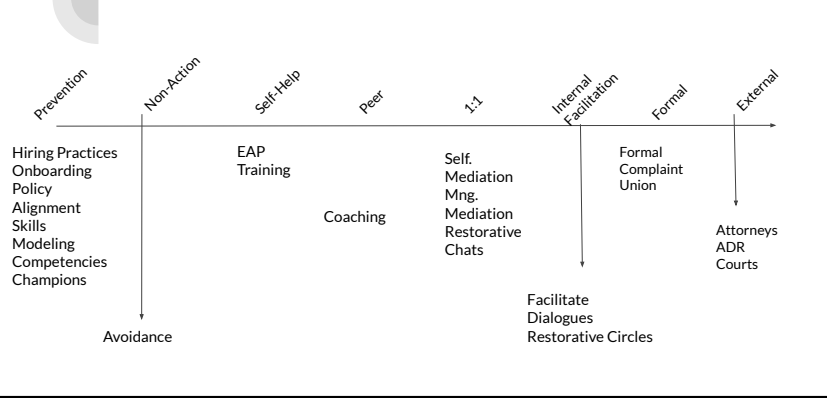 Prevention
Non-Action
Self-Help
Peer
1:1
Internal
Facilitation
Formal
External
Hiring Practices
Onboarding
Policy
Alignment
Skills
Modeling
Competencies
Champions
Avoidance
EAP
Training
Coaching
Self.
Mediation
Mng.
Mediation
Restorative
Chats
Facilitate
Dialogues
Restorative Circles
Formal
Complaint
Union
Attorneys
ADR
Courts